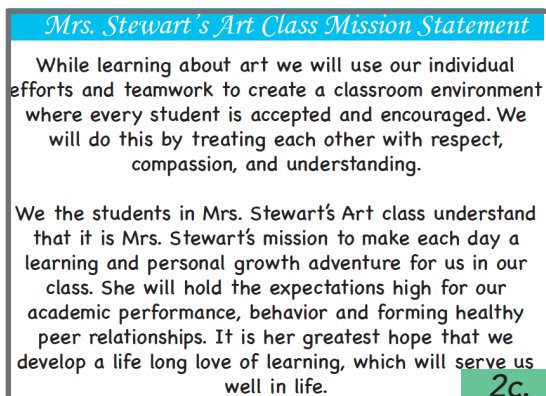 Mrs. Stewart's Art Class Mission Statement
While learning about art we will use our individual
efforts and teamwork to create a classroom environment
where every student is accepted and encouraged. We
will do this by treating each other with respect,
compassion, and understanding.
We the students in Mrs. Stewart's Art class understand
that it is Mrs. Stewart's mission to make each day a
learning and personal growth adventure for us in our
class. She will hold the expectations high for our
academic performance, behavior and forming healthy
peer relationships. It is her greatest hope that we
develop a life long love of learning, which will serve us
well in life.
2c.